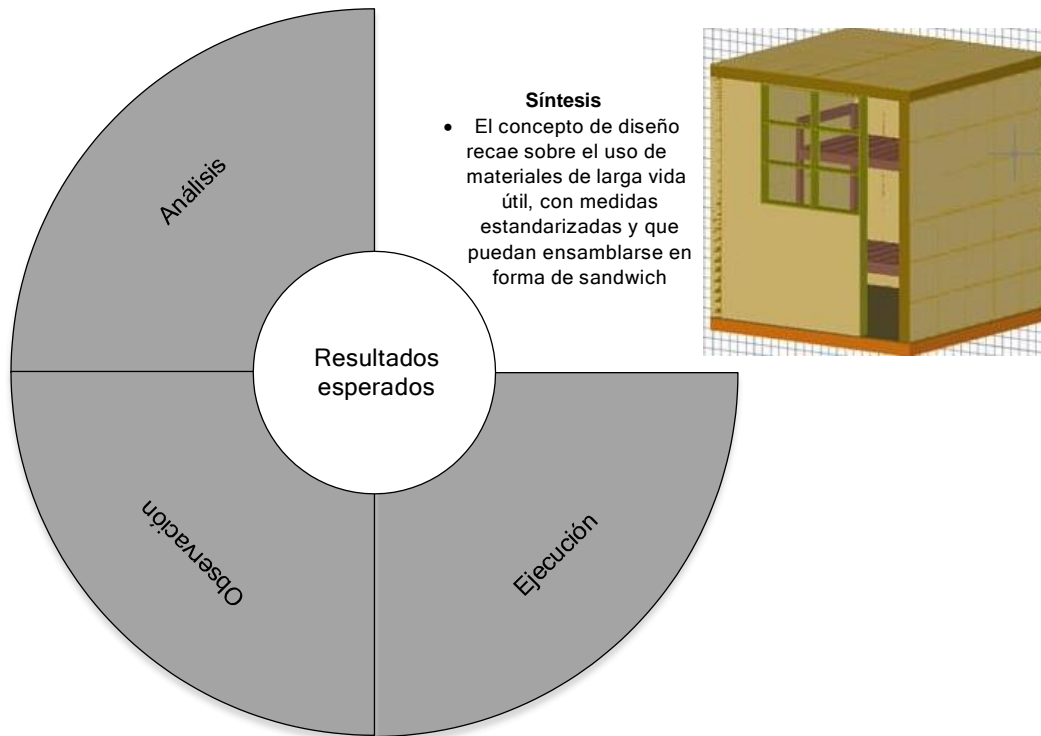 Síntesis
• El concepto de diseño
recae sobre el uso de
materiales de larga vida
útil, con medidas
estandarizadas y que
puedan ensamblarse en
forma de sandwich
Análisis
Resultados
esperados
Observación
Ejecución